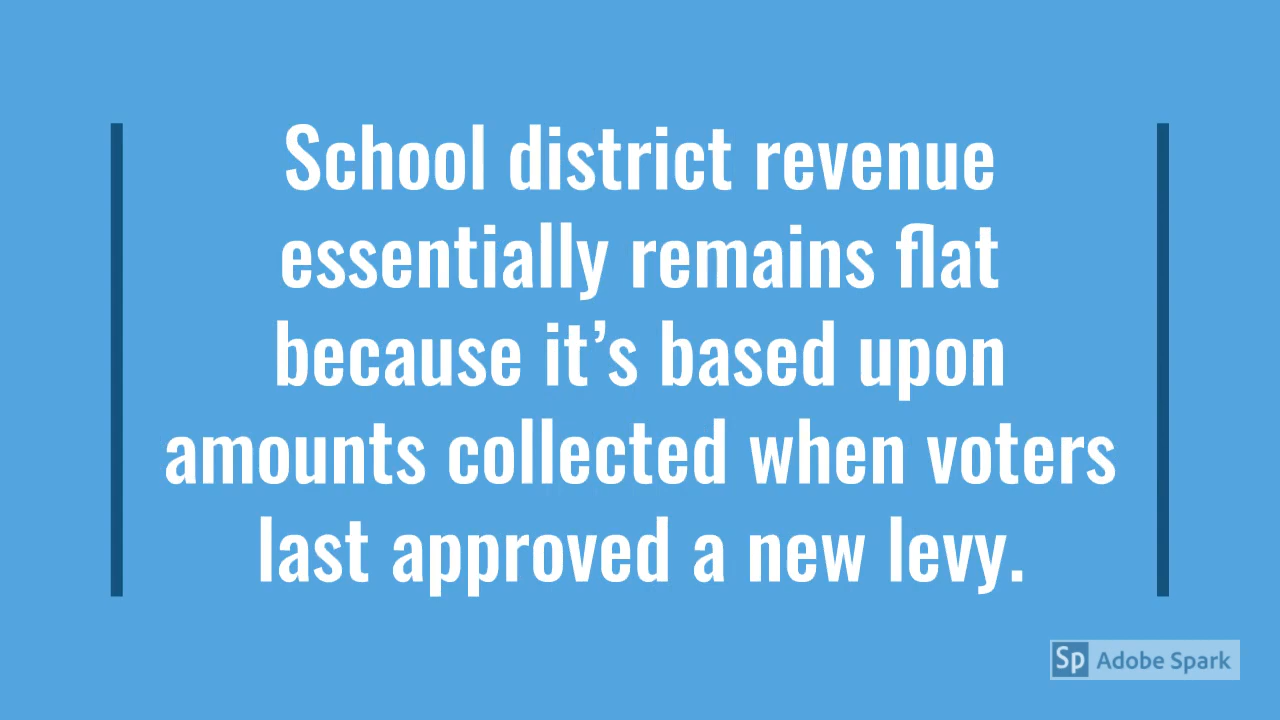 School district revenue
essentially remains flat
because it’s based upon
amounts collected when voters
last approved a new levy.
Sp Adobe Spark